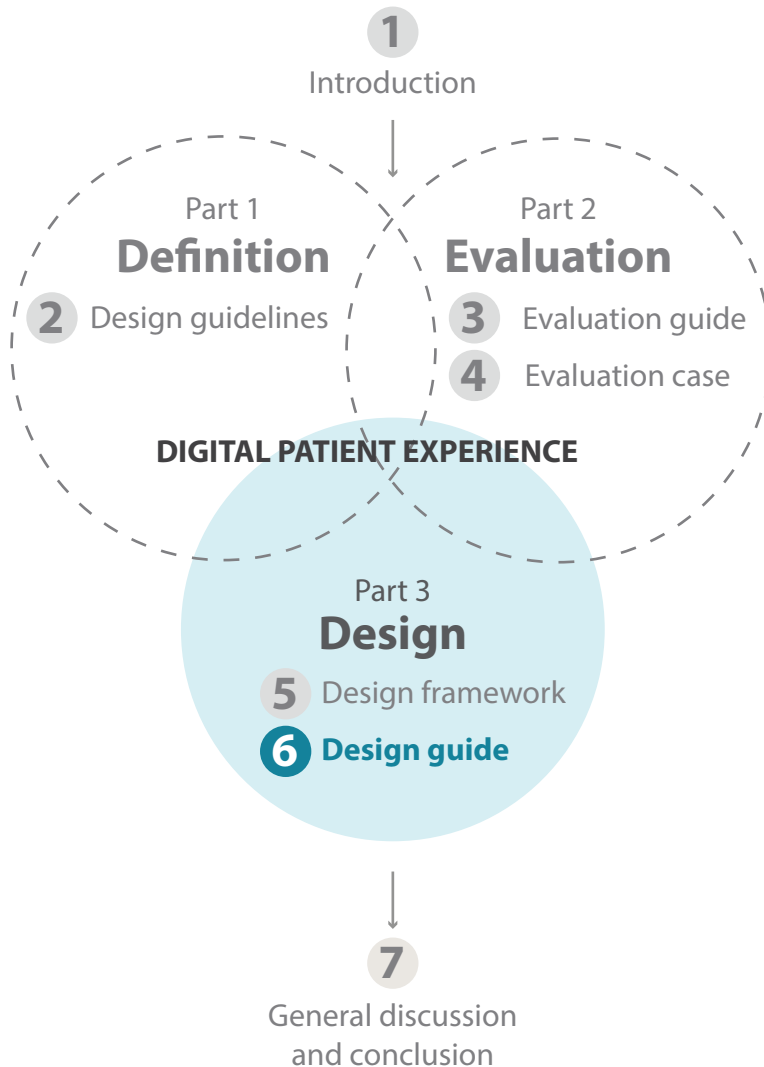 1
Introduction
Part 1
Definition
2 Design guidelines
Part 2
Evaluation
3 Evaluation guide
4 Evaluation case
DIGITAL PATIENT EXPERIENCE
Part 3
Design
5 Design framework
6 Design guide
7
General discussion
and conclusion